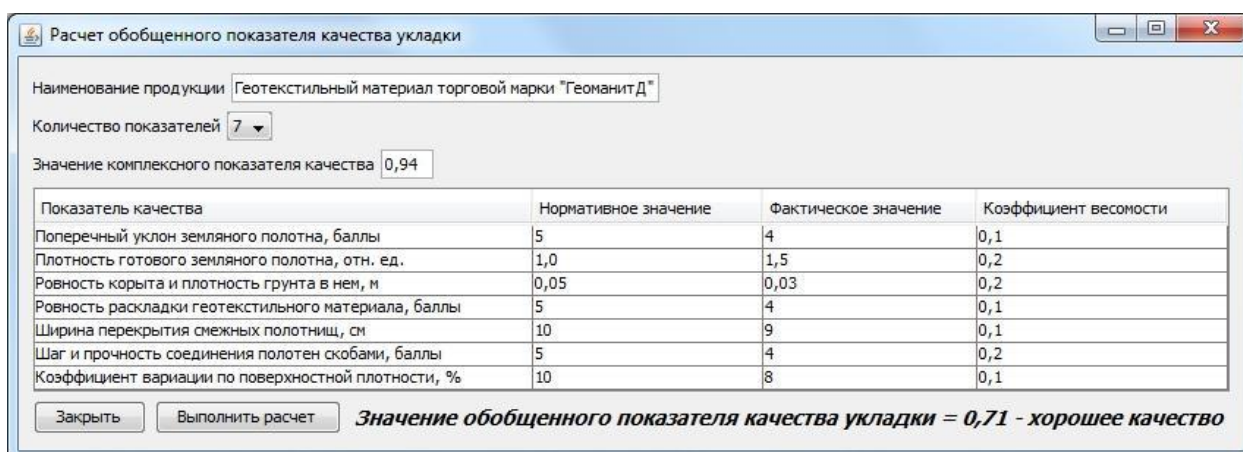 Расчет обобщенного показателя качества укладки
Наименование продукции Геотекстильный материал торговой марки "ГеоманитД"
Количество показателей 7
Значение комплексного показателя качества 0,94
Показатель качества Нормативное значение Фактическое значение Коэффициент весомости
Поперечный уклон земляного полотна, баллы 5 4 0,1
Плотность готового земляного полотна, отн. ед. 1,0 1,5 0,2
Ровность корыта и плотность грунта в нем, м 0,05 0,03 0,2
Ровность раскладки геотекстильного материала, баллы 5 4 0,1
Ширина перекрытия смежных полотнищ, см 10 9 0,1
Шаг и прочность соединения полотен скобами, баллы 5 4 0,2
Коэффициент вариации по поверхностной плотности, % 10 8 0,1
Закрыть Выполнить расчет Значение обобщенного показателя качества укладки = 0,71 - хорошее качество